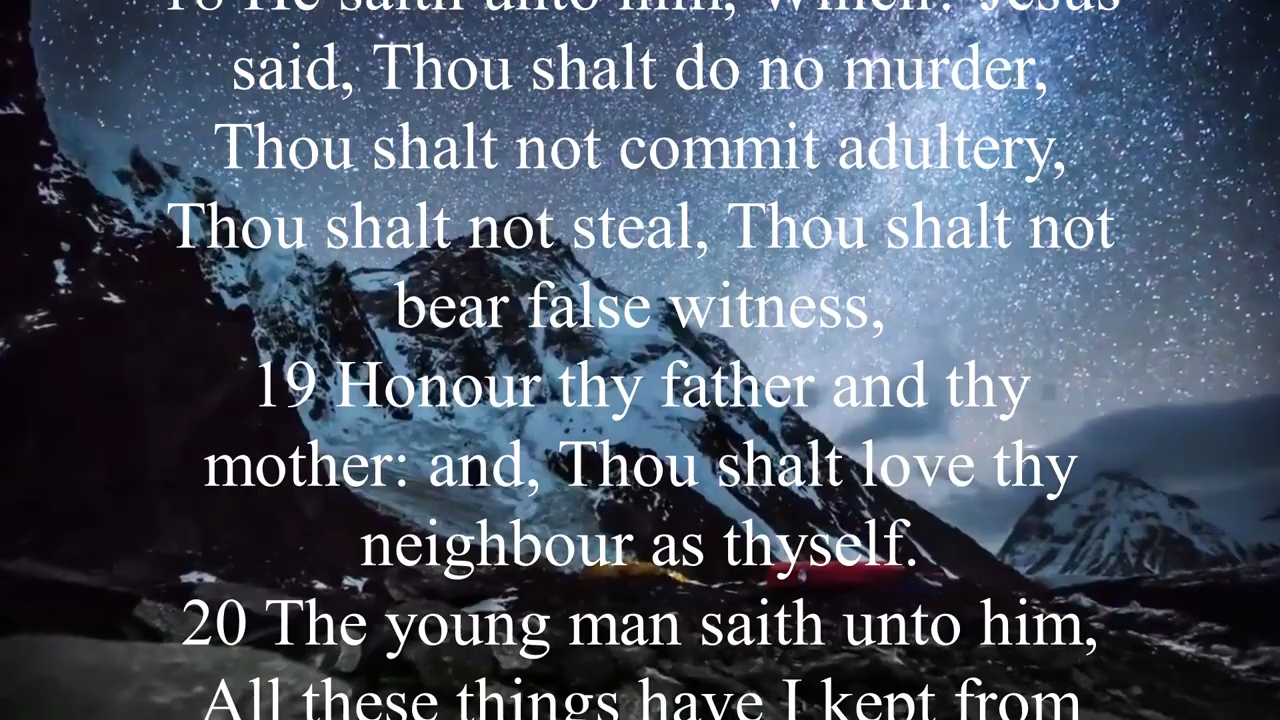 18 He saith unto him, Which? Jesus
said, Thou shalt do no murder,
Thou shalt not commit adultery,
Thou shalt not steal, Thou shalt not
bear false witness,
19 Honour thy father and thy
mother: and, Thou shalt love thy
neighbour as thyself.
20 The young man saith unto him,
All these things have I kept from